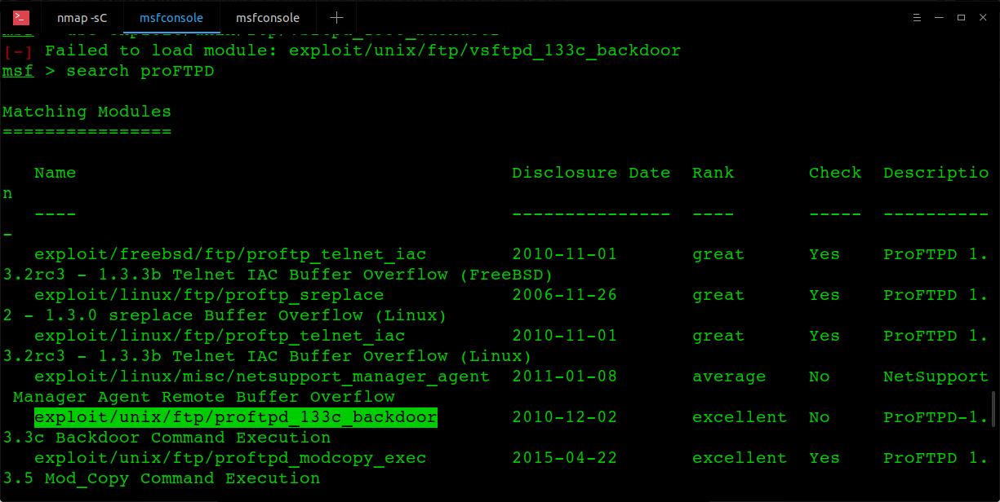 nmap -sC msfconsole msfconsole
[-] Failed to load module: exploit/unix/ftp/vsftpd_133c_backdoor
msf > search proFTPD
Matching Modules
================
Name Disclosure Date Rank Check Descriptio
n
---- --------------- ---- ----- ----------
-
exploit/freebsd/ftp/proftp_telnet_iac 2010-11-01 great Yes ProFTPD 1.
3.2rc3 - 1.3.3b Telnet IAC Buffer Overflow (FreeBSD)
exploit/linux/ftp/proftp_sreplace 2006-11-26 great Yes ProFTPD 1.
2 - 1.3.0 sreplace Buffer Overflow (Linux)
exploit/linux/ftp/proftp_telnet_iac 2010-11-01 great Yes ProFTPD 1.
3.2rc3 - 1.3.3b Telnet IAC Buffer Overflow (Linux)
exploit/linux/misc/netsupport_manager_agent 2011-01-08 average No NetSupport
Manager Agent Remote Buffer Overflow
exploit/unix/ftp/proftpd_133c_backdoor 2010-12-02 excellent No ProFTPD-1.
3.3c Backdoor Command Execution
exploit/unix/ftp/proftpd_modcopy_exec 2015-04-22 excellent Yes ProFTPD 1.
3.5 Mod_Copy Command Execution